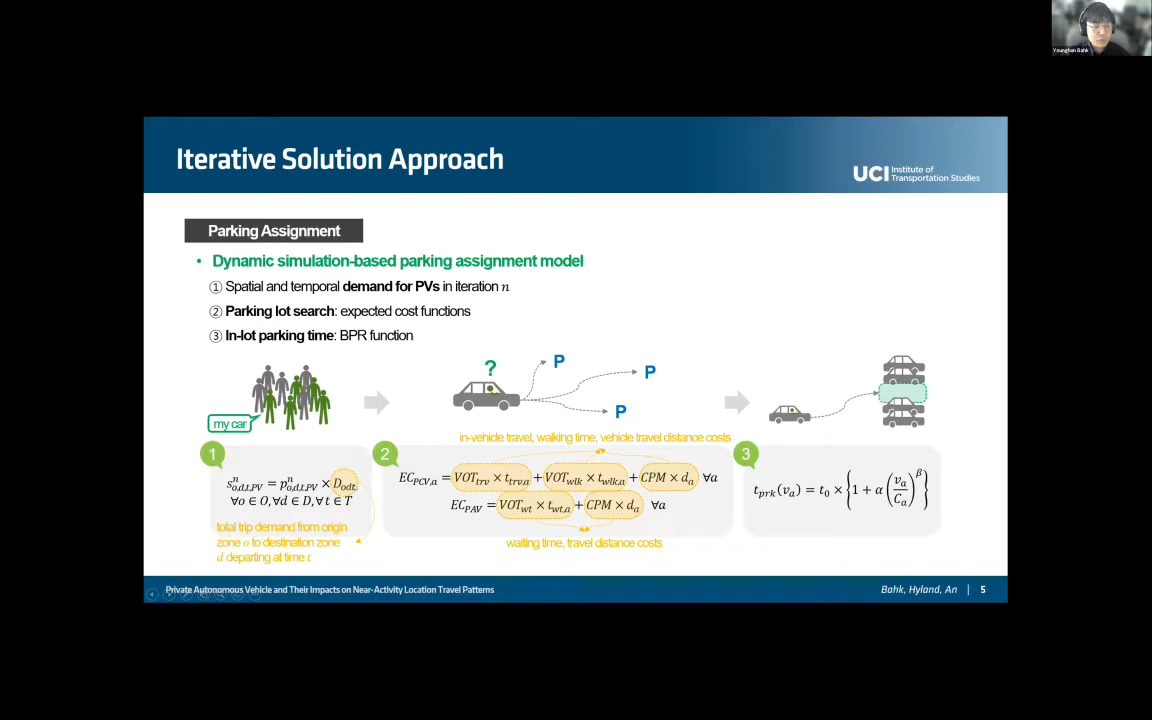 Younghun Bahk
Iterative Solution Approach
UCI Institute of Transportation Studies
Parking Assignment
• Dynamic simulation-based parking assignment model
① Spatial and temporal demand for PVs in iteration n
② Parking lot search: expected cost functions
③ In-lot parking time: BPR function
?
P
P
P
my car
in-vehicle travel, walking time, vehicle travel distance costs
1
s^n_{o,d,t,PV} = p^n_{o,d,t,PV} × D_{odt},
∀o ∈ O, ∀d ∈ D, ∀t ∈ T
total trip demand from origin
zone o to destination zone
d departing at time t
2
EC_{PCV,a} = VOT_{trv} × t_{trv,a} + VOT_{wlk} × t_{wlk,a} + CPM × d_a ∀a
EC_{PAV} = VOT_{wt} × t_{wt,a} + CPM × d_a ∀a
waiting time, travel distance costs
3
t_{prk}(v_a) = t_0 × {1 + α (v_a / C_a)^β}
Private Autonomous Vehicle and Their Impacts on Near-Activity Location Travel Patterns
Bahk, Hyland, An | 5